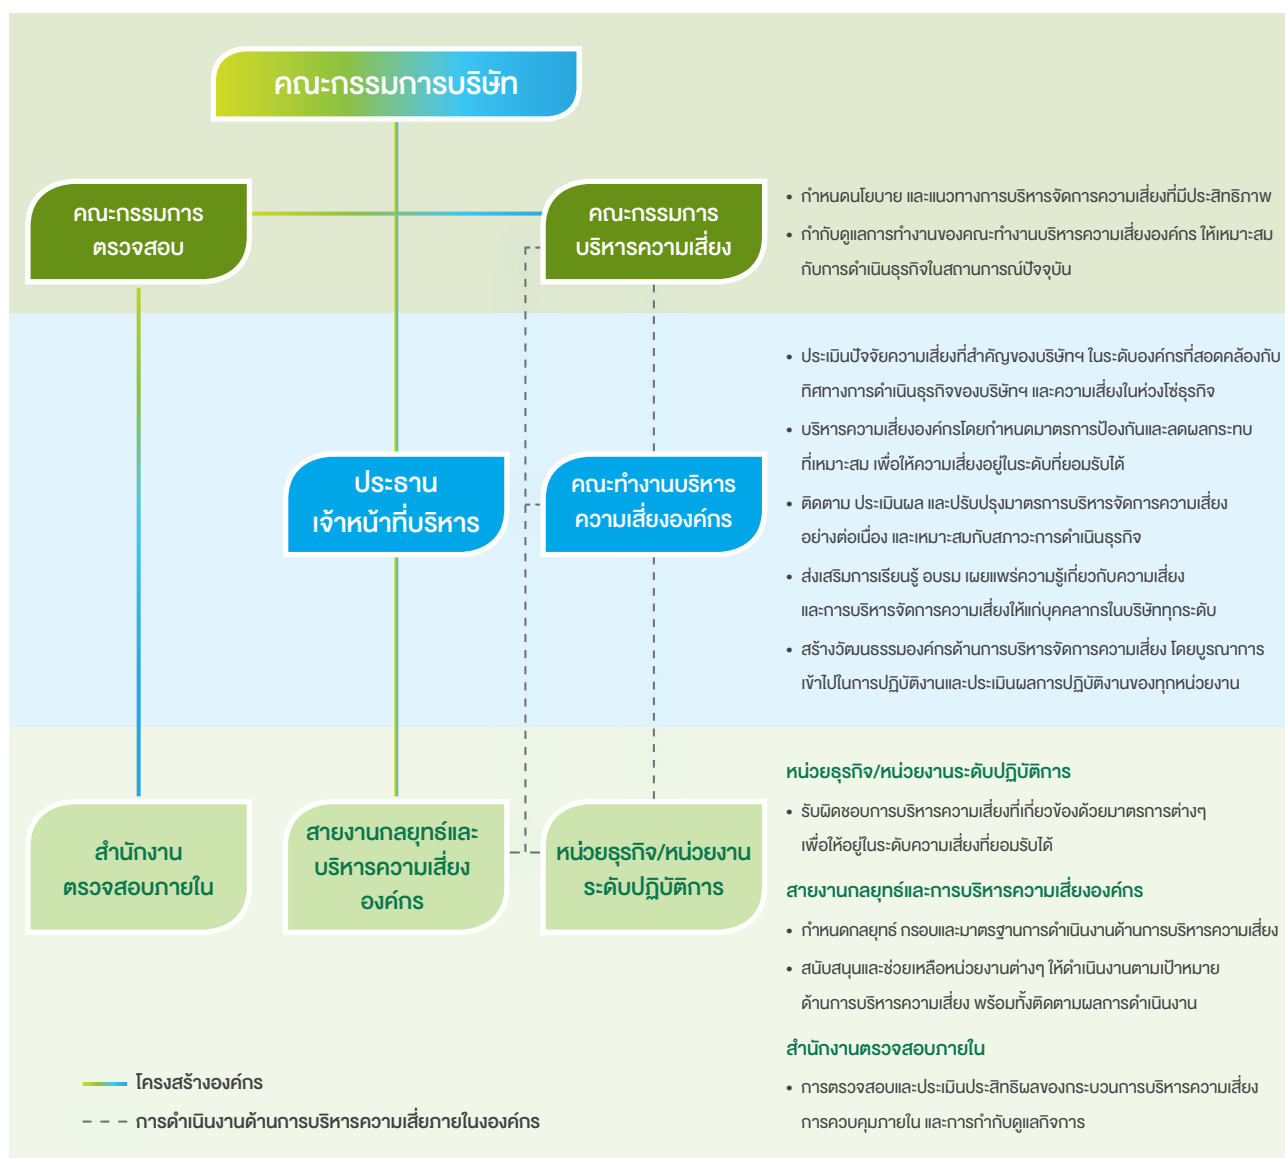 คณะกรรมการบริษัท
คณะกรรมการ
ตรวจสอบ
คณะกรรมการ
บริหารความเสี่ยง
• กำหนดนโยบาย และแนวทางการบริหารจัดการความเสี่ยงที่มีประสิทธิภาพ
• กำกับดูแลการทำงานของคณะทำงานบริหารความเสี่ยงองค์กร ให้เหมาะสม
กับการดำเนินธุรกิจในสถานการณ์ปัจจุบัน
ประธาน
เจ้าหน้าที่บริหาร
คณะทำงานบริหาร
ความเสี่ยงองค์กร
• ประเมินปัจจัยความเสี่ยงที่สำคัญของบริษัทฯ ในระดับองค์กรที่สอดคล้องกับ
ทิศทางการดำเนินธุรกิจของบริษัทฯ และความเสี่ยงในห่วงโซ่ธุรกิจ
• บริหารความเสี่ยงองค์กรโดยกำหนดมาตรการป้องกันและลดผลกระทบ
ที่เหมาะสม เพื่อให้ความเสี่ยงอยู่ในระดับที่ยอมรับได้
• ติดตาม ประเมินผล และปรับปรุงมาตรการบริหารจัดการความเสี่ยง
อย่างต่อเนื่อง และเหมาะสมกับสภาวะการดำเนินธุรกิจ
• ส่งเสริมการเรียนรู้ อบรม เผยแพร่ความรู้เกี่ยวกับความเสี่ยง
และการบริหารจัดการความเสี่ยงให้แก่บุคคลากรในบริษัททุกระดับ
• สร้างวัฒนธรรมองค์กรด้านการบริหารจัดการความเสี่ยง โดยบูรณาการ
เข้าไปในการปฏิบัติงานและประเมินผลการปฏิบัติงานของทุกหน่วยงาน
สำนักงาน
ตรวจสอบภายใน
สายงานกลยุทธ์และ
บริหารความเสี่ยง
องค์กร
หน่วยธุรกิจ/หน่วยงาน
ระดับปฏิบัติการ
หน่วยธุรกิจ/หน่วยงานระดับปฏิบัติการ
• รับผิดชอบการบริหารความเสี่ยงที่เกี่ยวข้องด้วยมาตรการต่างๆ
เพื่อให้อยู่ในระดับความเสี่ยงที่ยอมรับได้
สายงานกลยุทธ์และการบริหารความเสี่ยงองค์กร
• กำหนดกลยุทธ์ กรอบและมาตรฐานการดำเนินงานด้านการบริหารความเสี่ยง
• สนับสนุนและช่วยเหลือหน่วยงานต่างๆ ให้ดำเนินงานตามเป้าหมาย
ด้านการบริหารความเสี่ยง พร้อมทั้งติดตามผลการดำเนินงาน
สำนักงานตรวจสอบภายใน
• การตรวจสอบและประเมินประสิทธิผลของกระบวนการบริหารความเสี่ยง
การควบคุมภายใน และการกำกับดูแลกิจการ
โครงสร้างองค์กร
การดำเนินงานด้านการบริหารความเสี่ยภายในงองค์กร